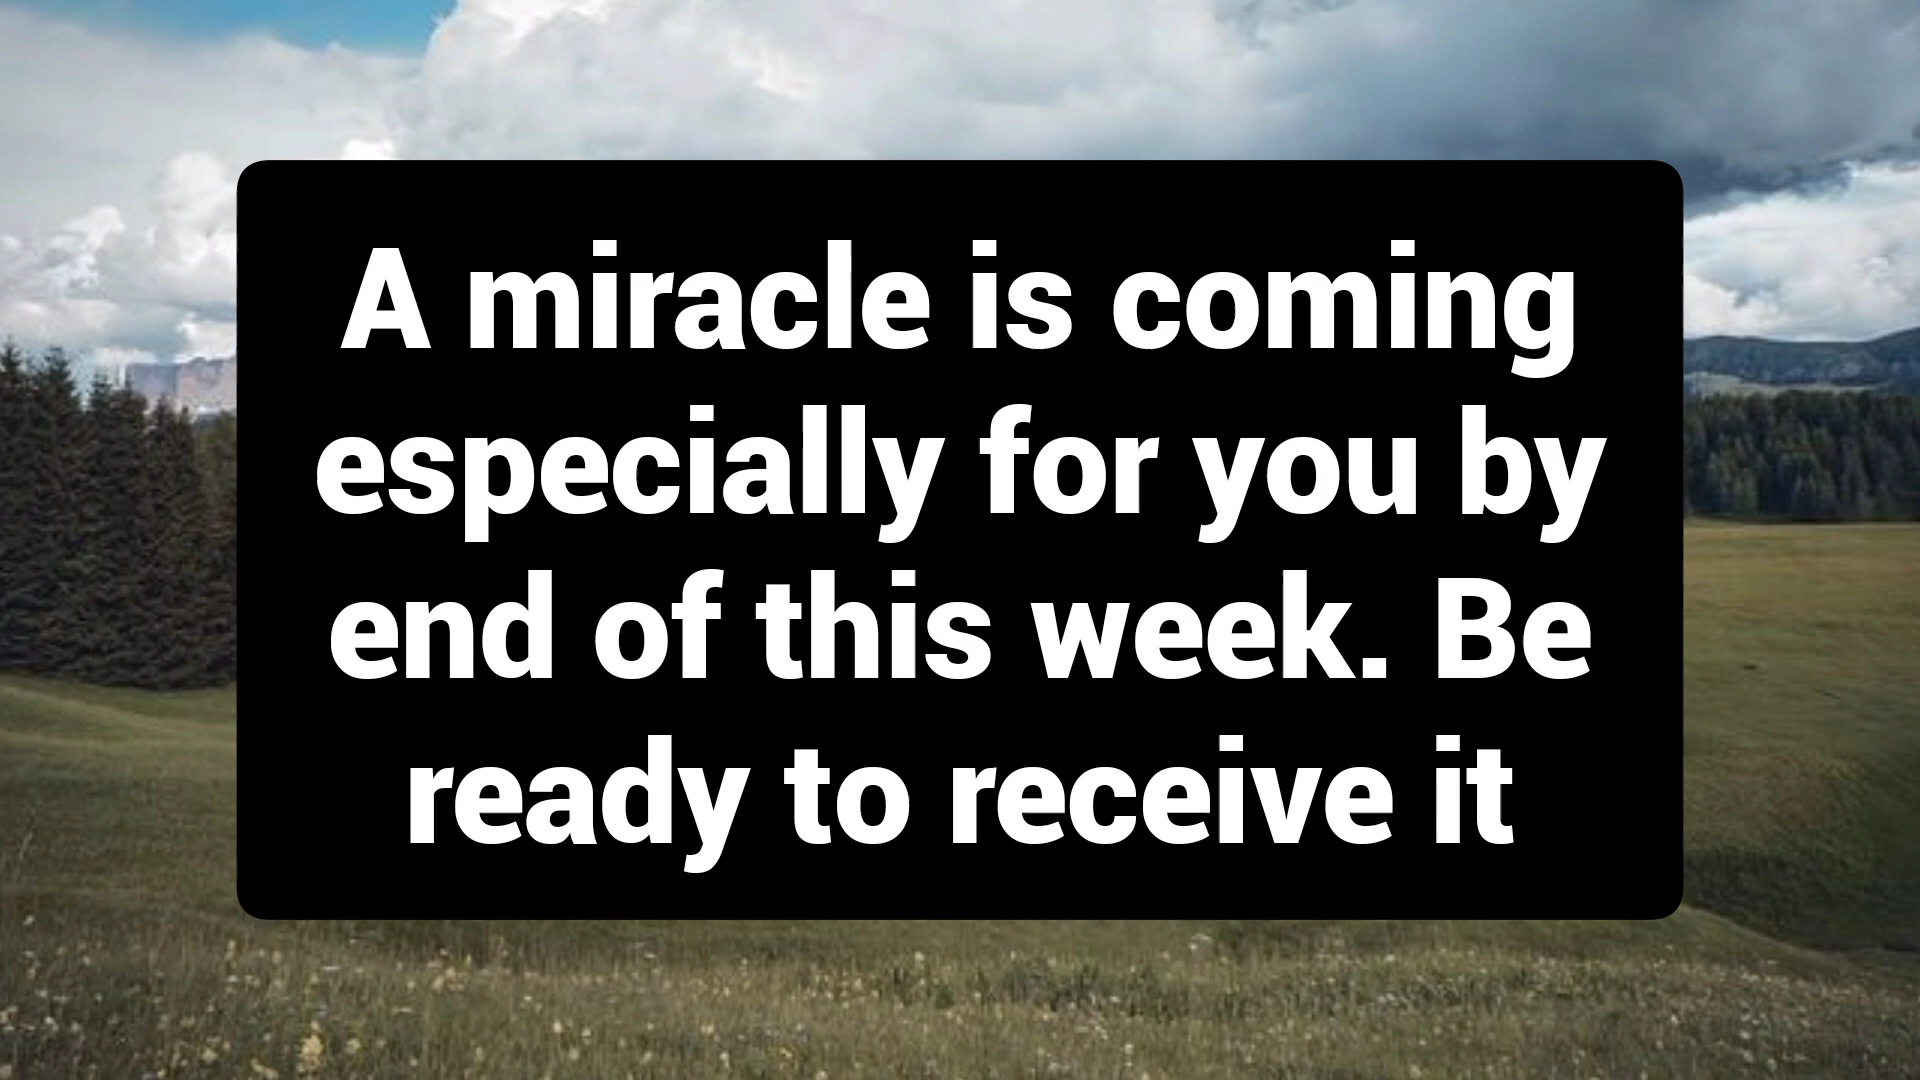 A miracle is coming
especially for you by
end of this week. Be
ready to receive it